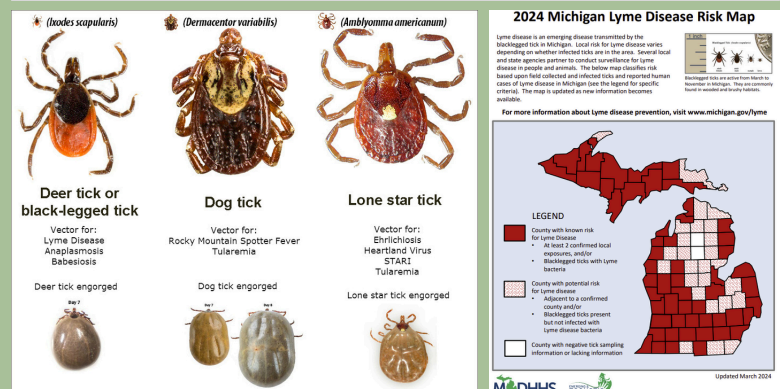 (Ixodes scapularis)
(Dermacentor variabilis)
(Amblyomma americanum)
Deer tick or
black-legged tick
Vector for:
Lyme Disease
Anaplasmosis
Babesiosis
Deer tick engorged
Day 7
Dog tick
Vector for:
Rocky Mountain Spotter Fever
Tularemia
Dog tick engorged
Day 7
Day 8
Lone star tick
Vector for:
Ehrlichiosis
Heartland Virus
STARI
Tularemia
Lone star tick engorged
2024 Michigan Lyme Disease Risk Map
Lyme disease is an emerging disease transmitted by the
blacklegged tick in Michigan. Local risk for Lyme disease varies
depending on whether infected ticks are in the area. Several local
and state agencies partner to conduct surveillance for Lyme
disease in people and animals. The below map classifies risk
based upon field collected and infected ticks and reported human
cases of Lyme disease in Michigan (see the legend for specific
criteria). The map is updated as new information becomes
available.
1 inch
Blacklegged ticks are active from March to
November in Michigan. They are commonly
found in wooded and brushy habitats.
For more information about Lyme disease prevention, visit www.michigan.gov/lyme
LEGEND
County with known risk
for Lyme Disease
• At least 2 confirmed local
exposures, and/or
• Blacklegged ticks with Lyme
bacteria
County with potential risk
for Lyme disease
• Adjacent to a confirmed
county and/or
• Blacklegged ticks present
but not infected with
Lyme disease bacteria
County with negative tick sampling
information or lacking information
Updated March 2024
MDHHS